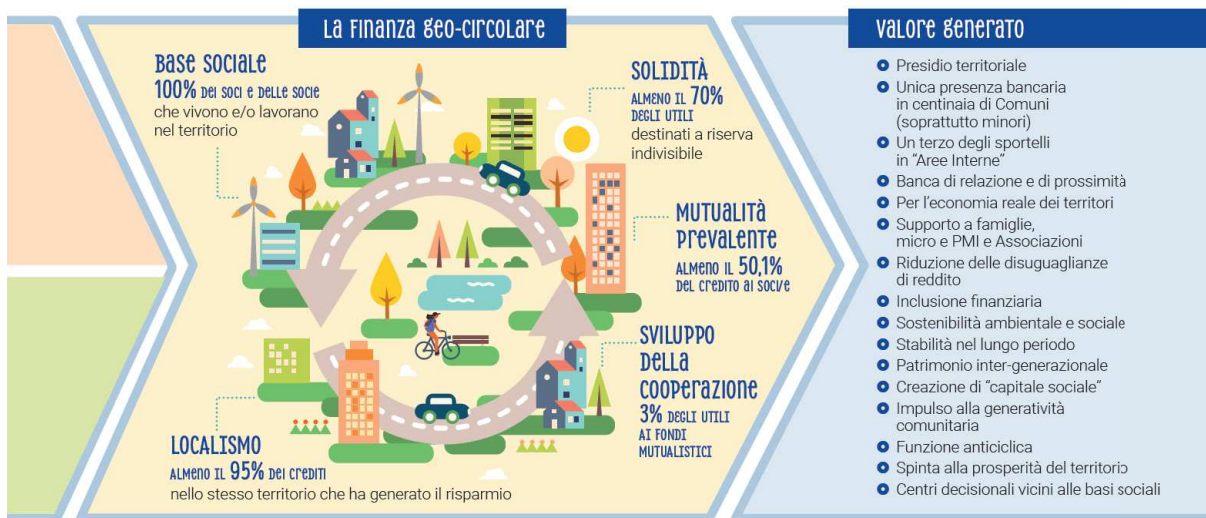 La Finanza Geo-Circolare
Base Sociale
100% dei soci e delle socie
che vivono e/o lavorano
nel territorio
Solidità
almeno il 70%
degli utili
destinati a riserva
indivisibile
Mutualità
prevalente
almeno il 50,1%
del credito ai soci/e
Sviluppo
della
cooperazione
3% degli utili
ai fondi
mutualistici
Localismo
almeno il 95% dei crediti
nello stesso territorio che ha generato il risparmio
Valore generato
Presidio territoriale
Unica presenza bancaria
in centinaia di Comuni
(soprattutto minori)
Un terzo degli sportelli
in “Aree Interne”
Banca di relazione e di prossimità
Per l’economia reale dei territori
Supporto a famiglie,
micro e PMI e Associazioni
Riduzione delle disuguaglianze
di reddito
Inclusione finanziaria
Sostenibilità ambientale e sociale
Stabilità nel lungo periodo
Patrimonio inter-generazionale
Creazione di “capitale sociale”
Impulso alla generatività
comunitaria
Funzione anticiclica
Spinta alla prosperità del territorio
Centri decisionali vicini alle basi sociali